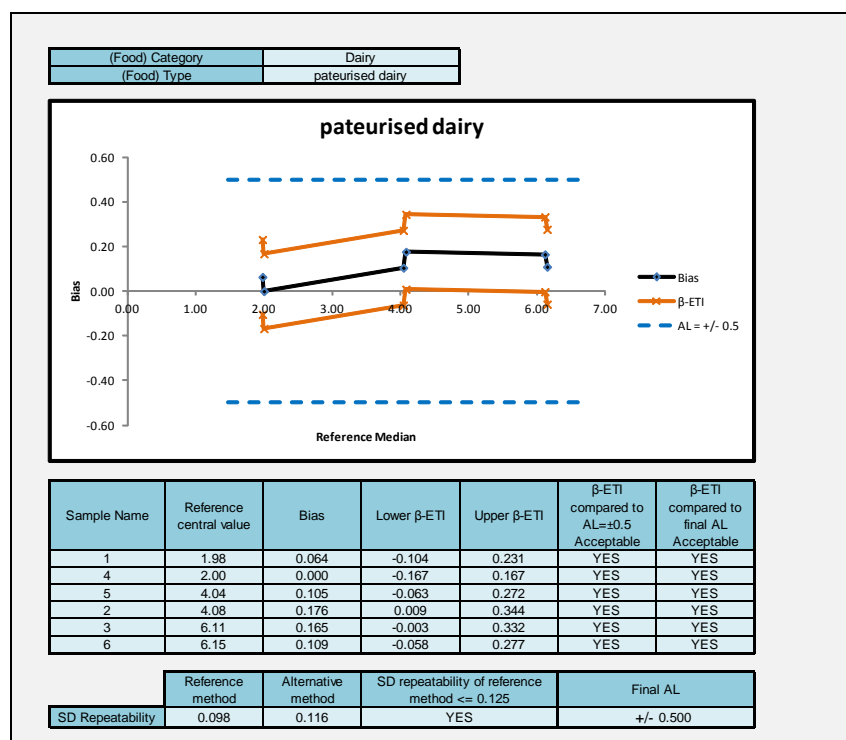 (Food) Category Dairy
(Food) Type pateurised dairy
pateurised dairy
0.60
0.40
0.20
0.00
-0.20
-0.40
-0.60
Bias
0.00 1.00 2.00 3.00 4.00 5.00 6.00 7.00
Reference Median
Bias
β-ETI
AL = +/- 0.5
Sample Name Reference central value Bias Lower β-ETI Upper β-ETI β-ETI compared to AL=±0.5 Acceptable β-ETI compared to final AL Acceptable
1 1.98 0.064 -0.104 0.231 YES YES
4 2.00 0.000 -0.167 0.167 YES YES
5 4.04 0.105 -0.063 0.272 YES YES
2 4.08 0.176 0.009 0.344 YES YES
3 6.11 0.165 -0.003 0.332 YES YES
6 6.15 0.109 -0.058 0.277 YES YES
Reference method Alternative method SD repeatability of reference method <= 0.125 Final AL
SD Repeatability 0.098 0.116 YES +/- 0.500